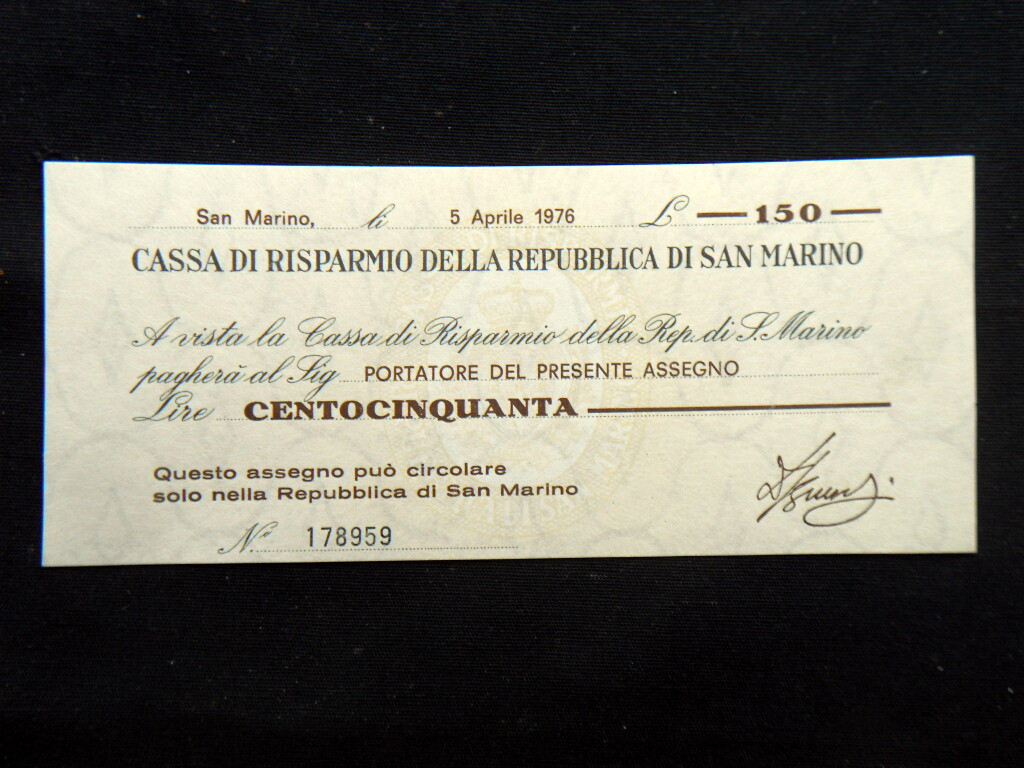 San Marino, li 5 Aprile 1976 £ — 150 —
CASSA DI RISPARMIO DELLA REPUBBLICA DI SAN MARINO
A vista la Cassa di Risparmio della Rep. di S. Marino
pagherà al Sig PORTATORE DEL PRESENTE ASSEGNO
Lire CENTOCINQUANTA —
Questo assegno può circolare
solo nella Repubblica di San Marino
N.° 178959